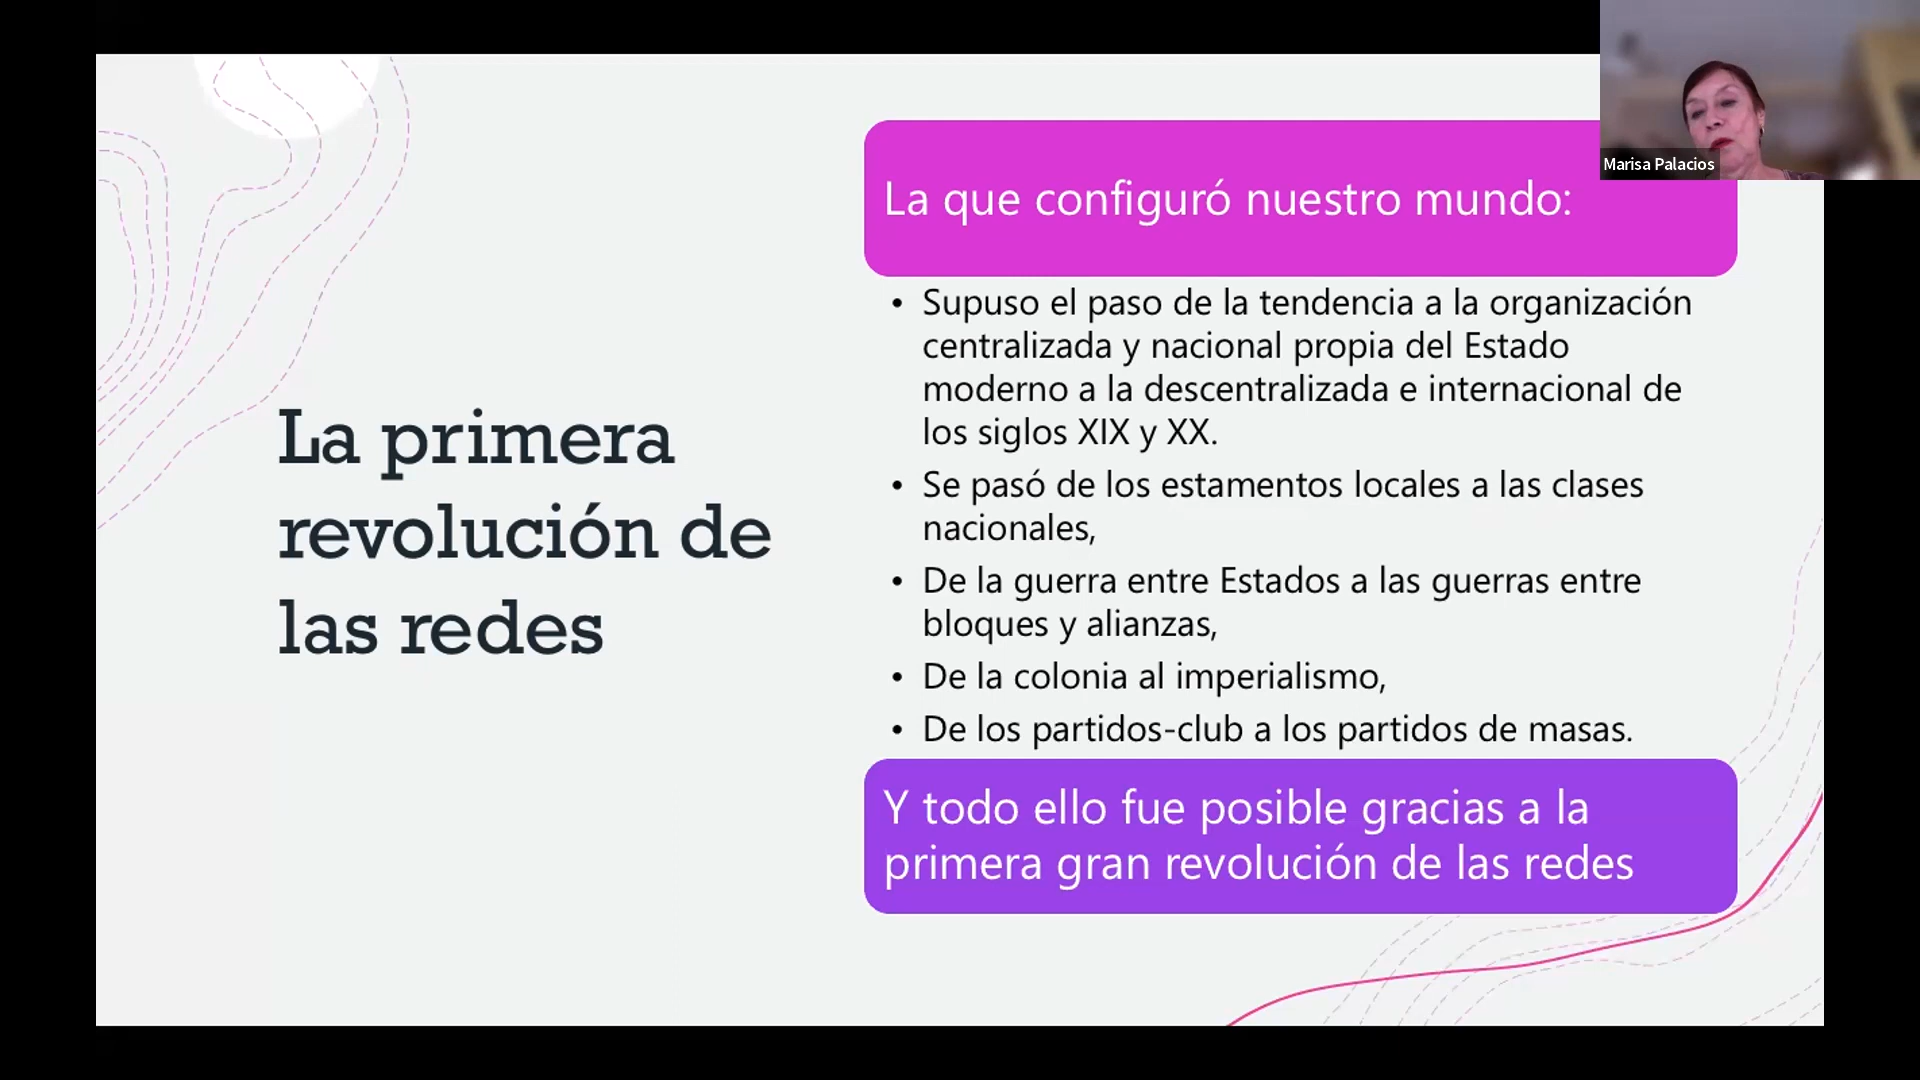 La primera
revolución de
las redes
La que configuró nuestro mundo:
• Supuso el paso de la tendencia a la organización
centralizada y nacional propia del Estado
moderno a la descentralizada e internacional de
los siglos XIX y XX.
• Se pasó de los estamentos locales a las clases
nacionales,
• De la guerra entre Estados a las guerras entre
bloques y alianzas,
• De la colonia al imperialismo,
• De los partidos-club a los partidos de masas.
Y todo ello fue posible gracias a la
primera gran revolución de las redes
Marisa Palacios